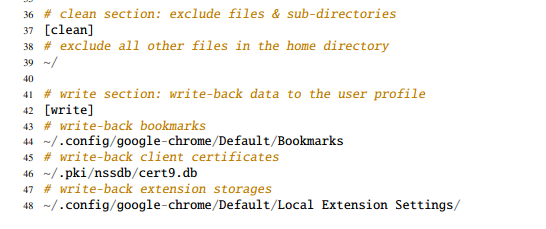 36 # clean section: exclude files & sub-directories
37 [clean]
38 # exclude all other files in the home directory
39 ~/
40
41 # write section: write-back data to the user profile
42 [write]
43 # write-back bookmarks
44 ~/.config/google-chrome/Default/Bookmarks
45 # write-back client certificates
46 ~/.pki/nssdb/cert9.db
47 # write-back extension storages
48 ~/.config/google-chrome/Default/Local Extension Settings/